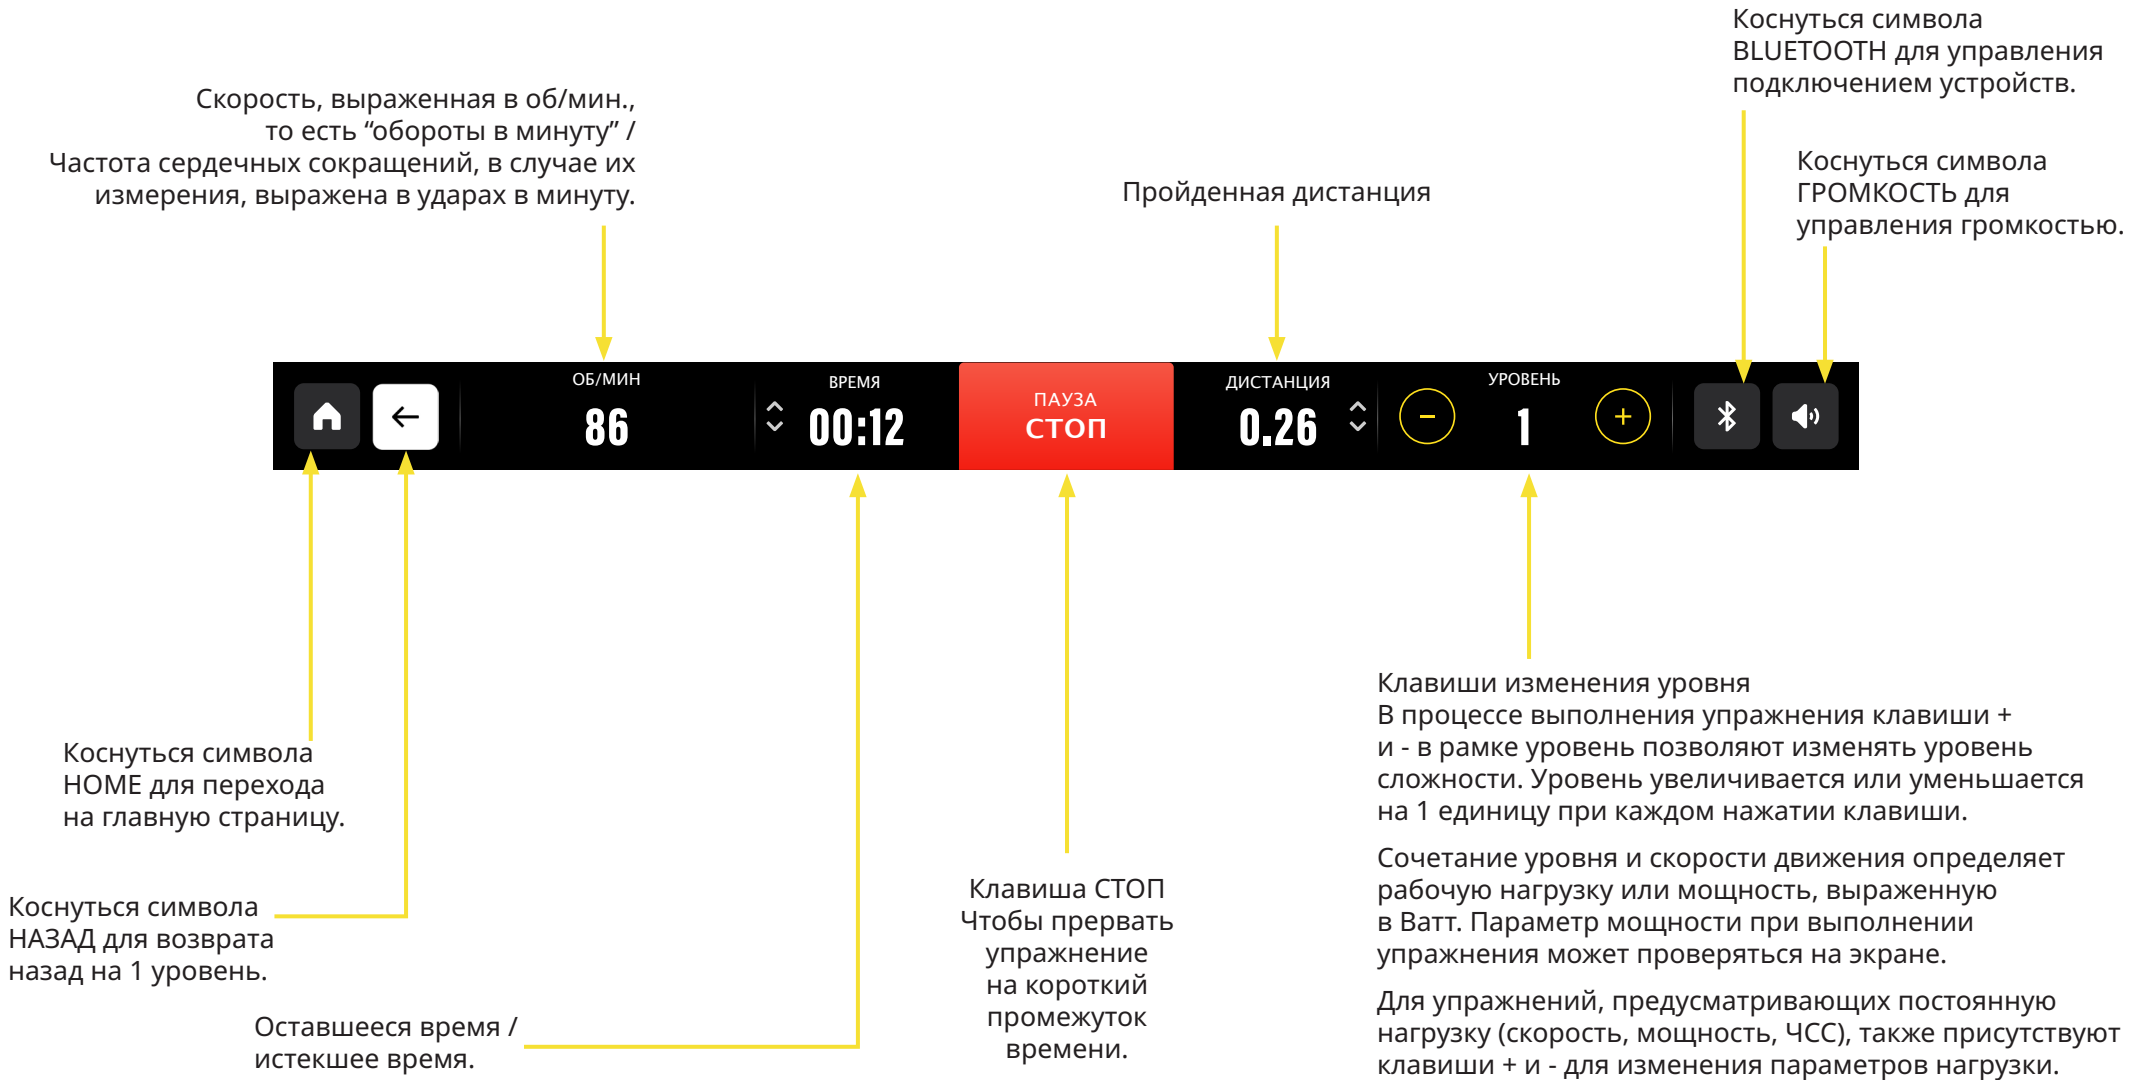 Коснуться символа
BLUETOOTH для управления
подключением устройств.
Скорость, выраженная в об/мин.,
то есть “обороты в минуту” /
Частота сердечных сокращений, в случае их
измерения, выражена в ударах в минуту.
Пройденная дистанция
Коснуться символа
ГРОМКОСТЬ для
управления громкостью.
ОБ/МИН
86
ВРЕМЯ
00:12
ПАУЗА
СТОП
ДИСТАНЦИЯ
0.26
УРОВЕНЬ
− 1 +
Коснуться символа
HOME для перехода
на главную страницу.
Коснуться символа
НАЗАД для возврата
назад на 1 уровень.
Оставшееся время /
истекшее время.
Клавиша СТОП
Чтобы прервать
упражнение
на короткий
промежуток
времени.
Клавиши изменения уровня
В процессе выполнения упражнения клавиши +
и - в рамке уровень позволяют изменять уровень
сложности. Уровень увеличивается или уменьшается
на 1 единицу при каждом нажатии клавиши.
Сочетание уровня и скорости движения определяет
рабочую нагрузку или мощность, выраженную
в Ватт. Параметр мощности при выполнении
упражнения может проверяться на экране.
Для упражнений, предусматривающих постоянную
нагрузку (скорость, мощность, ЧСС), также присутствуют
клавиши + и - для изменения параметров нагрузки.